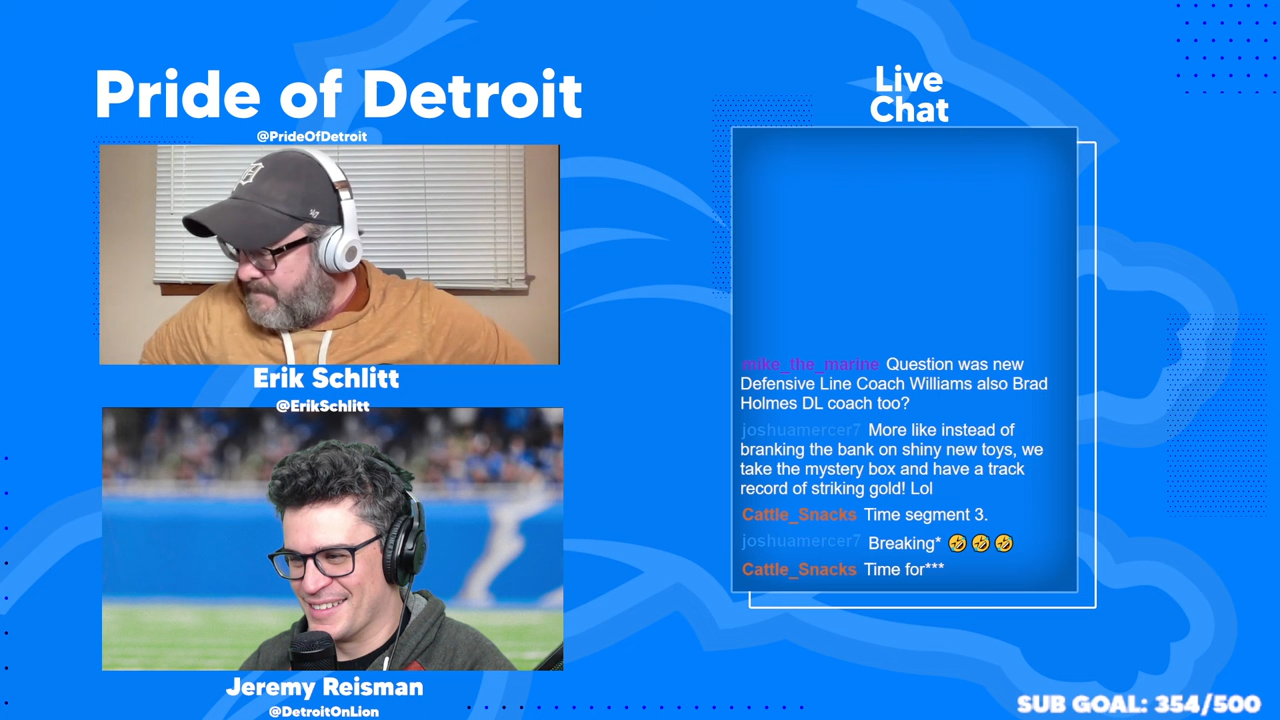 Pride of Detroit
@PrideOfDetroit
Erik Schlitt
@ErikSchlitt
Jeremy Reisman
@DetroitOnLion
Live
Chat
mike_the_marine Question was new
Defensive Line Coach Williams also Brad
Holmes DL coach too?
joshuamercer7 More like instead of
branking the bank on shiny new toys, we
take the mystery box and have a track
record of striking gold! Lol
Cattle_Snacks Time segment 3.
joshuamercer7 Breaking* 🤣 🤣 🤣
Cattle_Snacks Time for***
SUB GOAL: 354/500